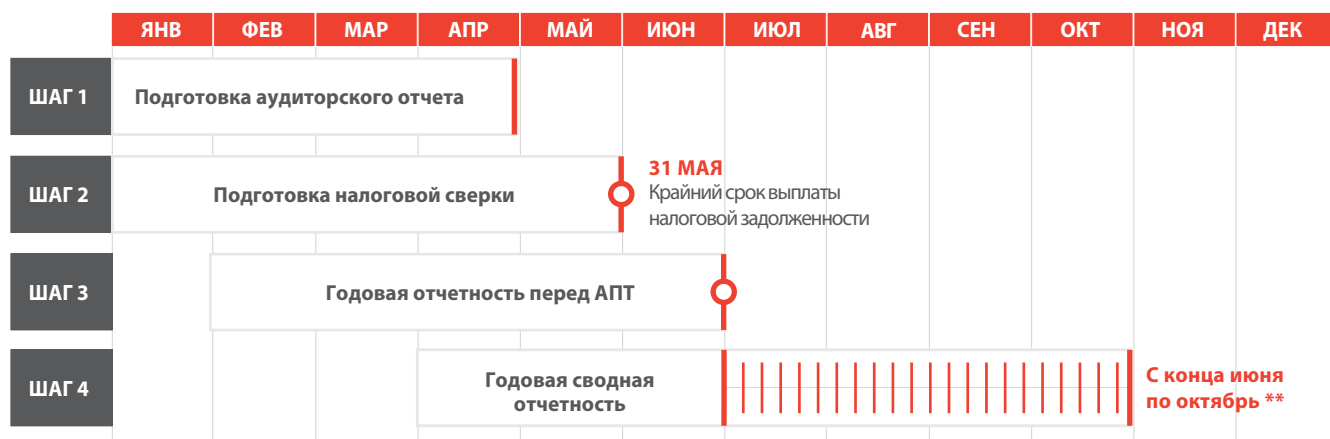 ЯНВ ФЕВ МАР АПР МАЙ ИЮН ИЮЛ АВГ СЕН ОКТ НОЯ ДЕК
ШАГ 1
Подготовка аудиторского отчета
ШАГ 2
Подготовка налоговой сверки
31 МАЯ
Крайний срок выплаты
налоговой задолженности
ШАГ 3
Годовая отчетность перед АПТ
ШАГ 4
Годовая сводная
отчетность
С конца июня
по октябрь **